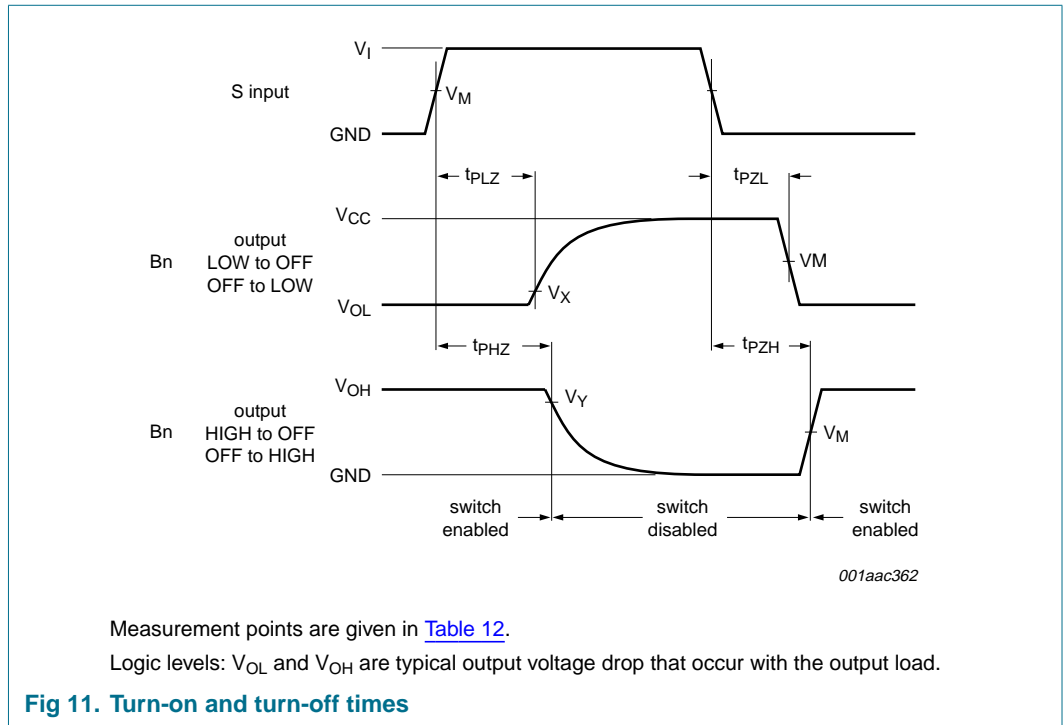 VI
S input
VM
GND
tPLZ
tPZL
VCC
output
Bn
LOW to OFF
OFF to LOW
VM
VX
VOL
tPHZ
tPZH
VOH
VY
output
Bn
HIGH to OFF
OFF to HIGH
VM
GND
switch
enabled
switch
disabled
switch
enabled
001aac362
Measurement points are given in Table 12.
Logic levels: VOL and VOH are typical output voltage drop that occur with the output load.
Fig 11. Turn-on and turn-off times